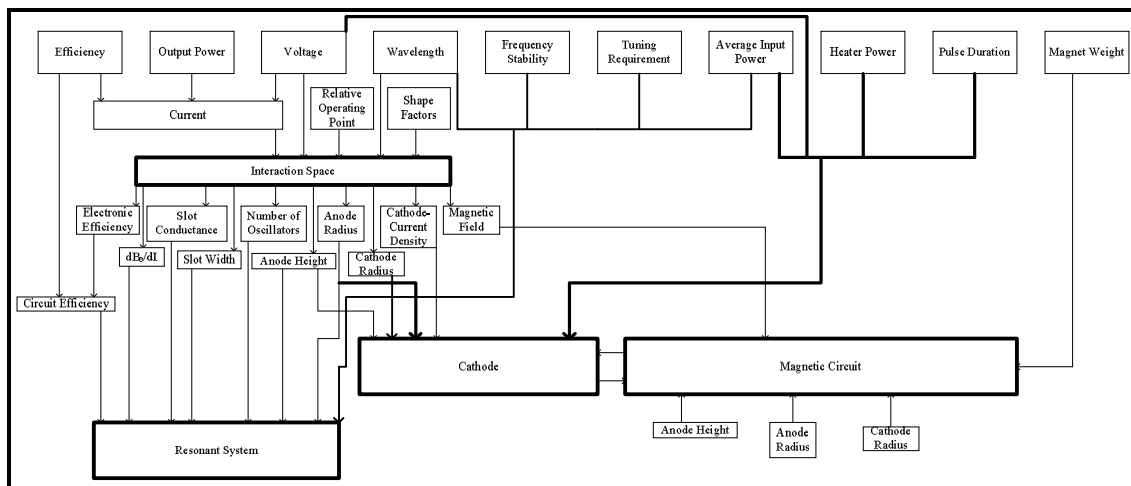 Efficiency
Output Power
Voltage
Wavelength
Frequency
Stability
Tuning
Requirement
Average Input
Power
Heater Power
Pulse Duration
Magnet Weight
Current
Relative
Operating
Point
Shape
Factors
Interaction Space
Electronic
Efficiency
Slot
Conductance
Number of
Oscillators
Anode
Radius
Cathode-
Current
Density
Magnetic
Field
dB₀/dI
Slot Width
Anode Height
Cathode
Radius
Circuit Efficiency
Cathode
Magnetic Circuit
Anode Height
Anode
Radius
Cathode
Radius
Resonant System